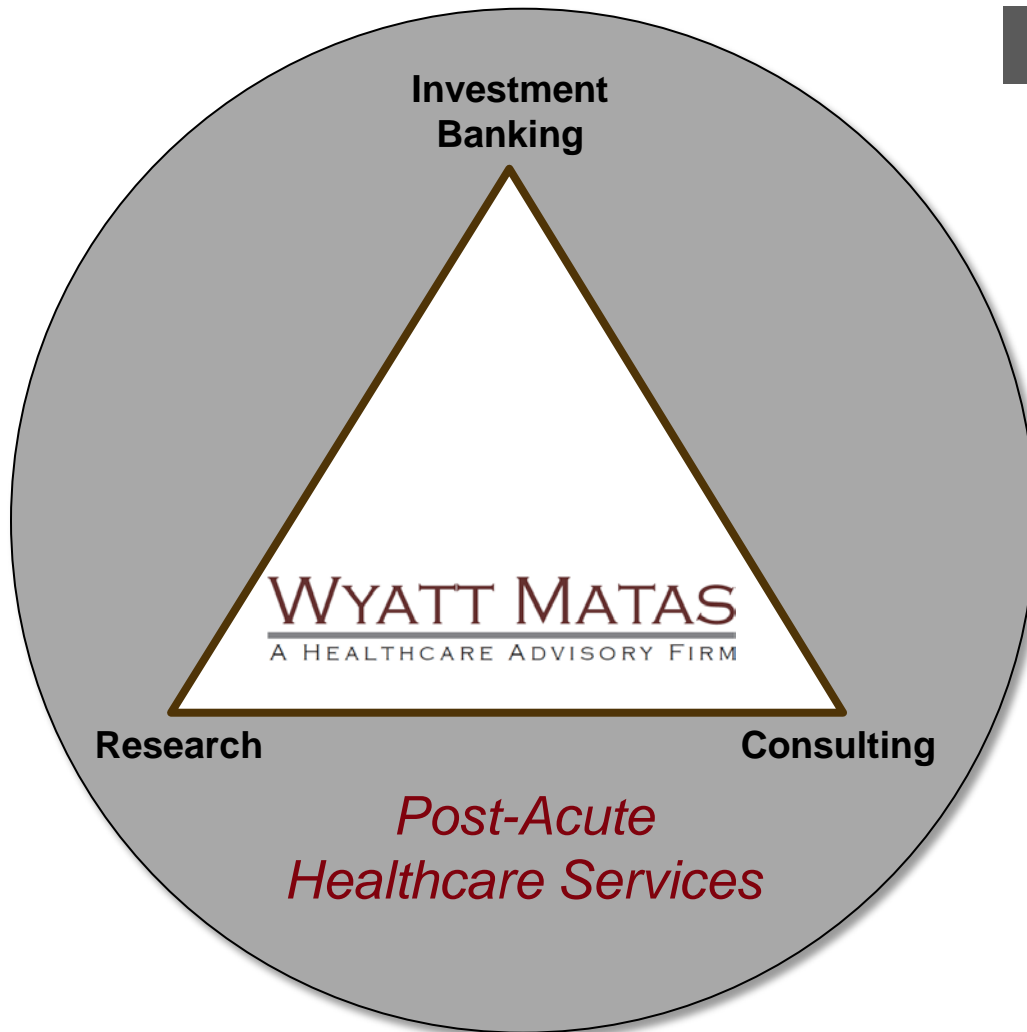 Investment
Banking
WYATT MATAS
A HEALTHCARE ADVISORY FIRM
Research
Consulting
Post-Acute
Healthcare Services